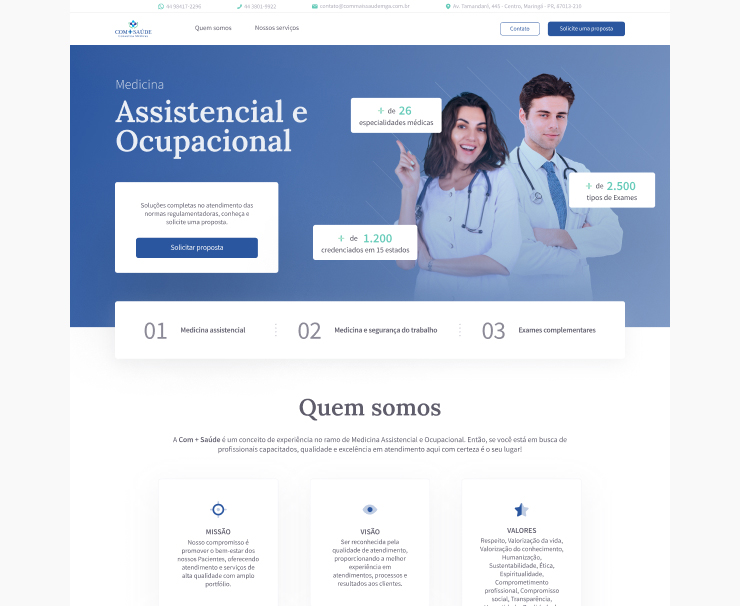 44 98417-2296
44 3901-9922
contato@commaissaudemga.com.br
Av. Tamandaré, 445 - Centro, Maringá - PR, 87013-210
COM+SAÚDE
Quem somos
Nossos serviços
Contato
Solicite uma proposta
Medicina
Assistencial e
Ocupacional
+ de 26
especialidades médicas
+ de 2.500
tipos de Exames
Soluções completas no atendimento das
normas regulamentadoras, conheça e
solicite uma proposta.
Solicitar proposta
+ de 1.200
credenciados em 15 estados
01 Medicina assistencial
02 Medicina e segurança do trabalho
03 Exames complementares
Quem somos
A Com + Saúde é um conceito de experiência no ramo de Medicina Assistencial e Ocupacional. Então, se você está em busca de
profissionais capacitados, qualidade e excelência em atendimento aqui com certeza é o seu lugar!
MISSÃO
Nosso compromisso é
promover o bem-estar dos
nossos Pacientes, oferecendo
atendimento e serviços de
alta qualidade com amplo
portfólio.
VISÃO
Ser reconhecida pela
qualidade de atendimento,
proporcionando a melhor
experiência em
atendimentos, processos e
resultados aos clientes.
VALORES
Respeito, Valorização da vida,
Valorização do conhecimento,
Humanização,
Sustentabilidade, Ética,
Espiritualidade,
Comprometimento
profissional, Compromisso
social, Transparência,